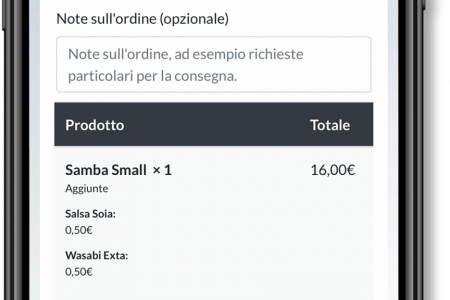 Note sull'ordine (opzionale)
Note sull'ordine, ad esempio richieste
particolari per la consegna.
Prodotto Totale
Samba Small × 1 16,00€
Aggiunte
Salsa Soia:
0,50€
Wasabi Exta:
0,50€